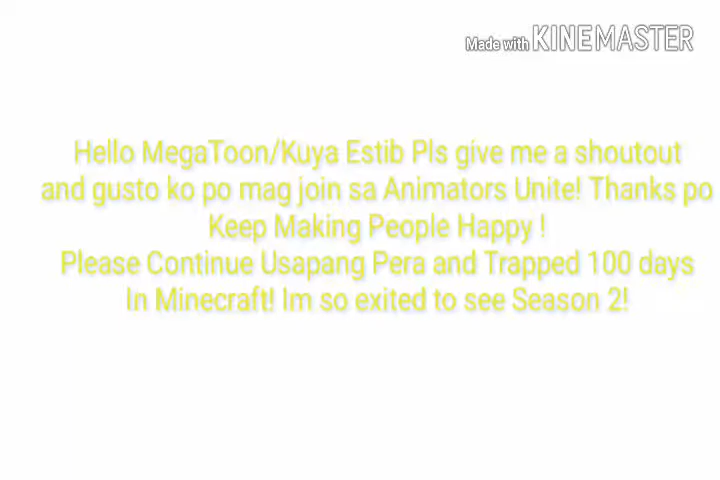 Made with KINEMASTER
Hello MegaToon/Kuya Estib Pls give me a shoutout
and gusto ko po mag join sa Animators Unite! Thanks po
Keep Making People Happy !
Please Continue Usapang Pera and Trapped 100 days
In Minecraft! Im so exited to see Season 2!